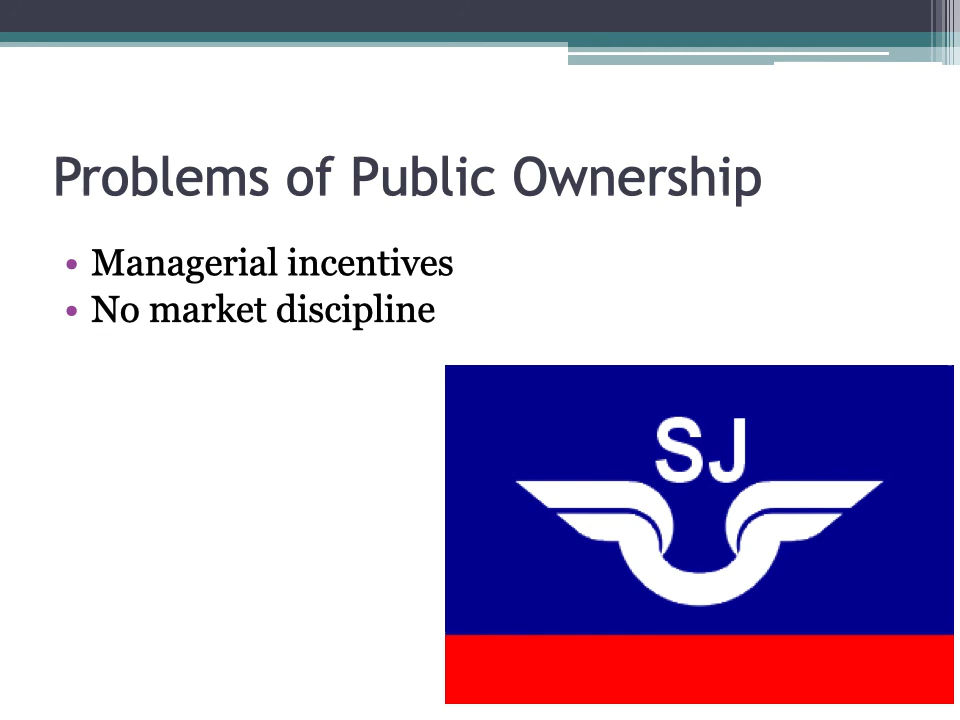 Problems of Public Ownership
• Managerial incentives
• No market discipline
SJ